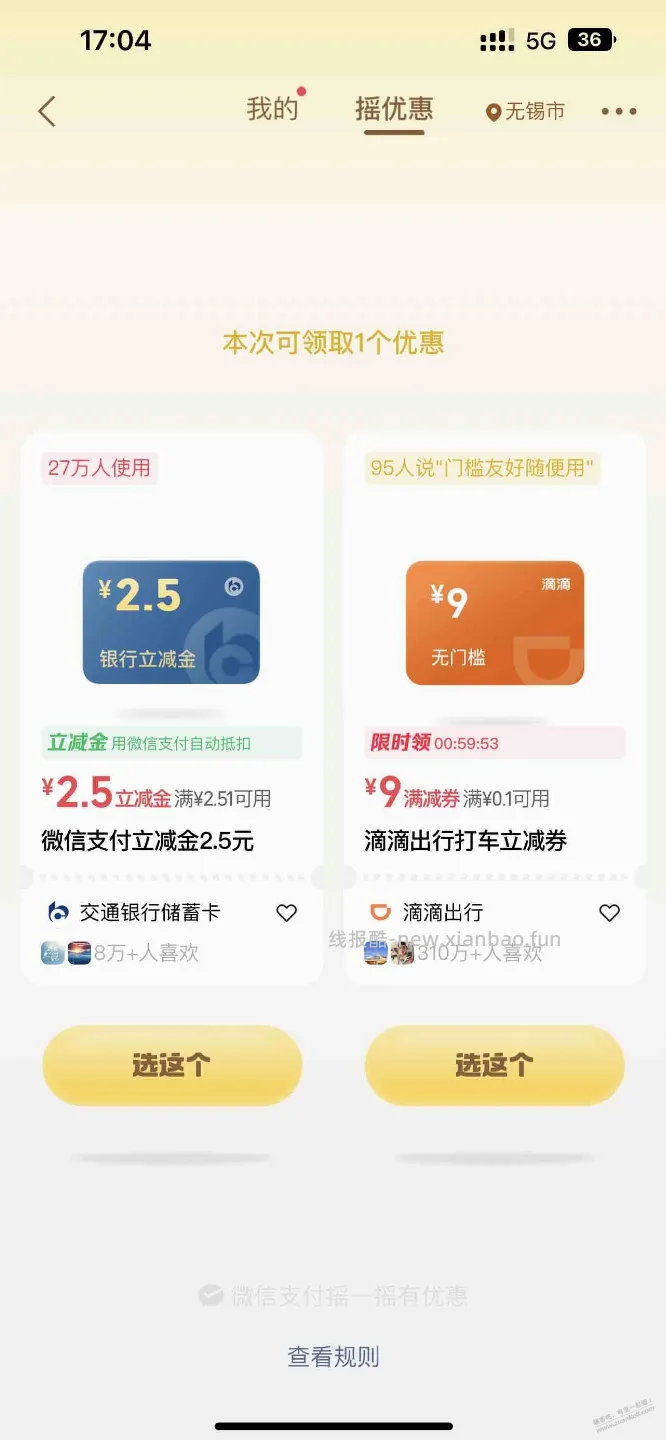 17:04
5G
36
我的
摇优惠
无锡市
本次可领取1个优惠
27万人使用
¥2.5
银行立减金
立减金 用微信支付自动抵扣
¥2.5立减金 满¥2.51可用
微信支付立减金2.5元
交通银行储蓄卡
8万+人喜欢
选这个
95人说"门槛友好随便用"
¥9
滴滴
无门槛
限时领 00:59:53
¥9满减券 满¥0.1可用
滴滴出行打车立减券
滴滴出行
310万+人喜欢
选这个
线报酷-new.xianbao.fun
微信支付摇一摇有优惠
查看规则